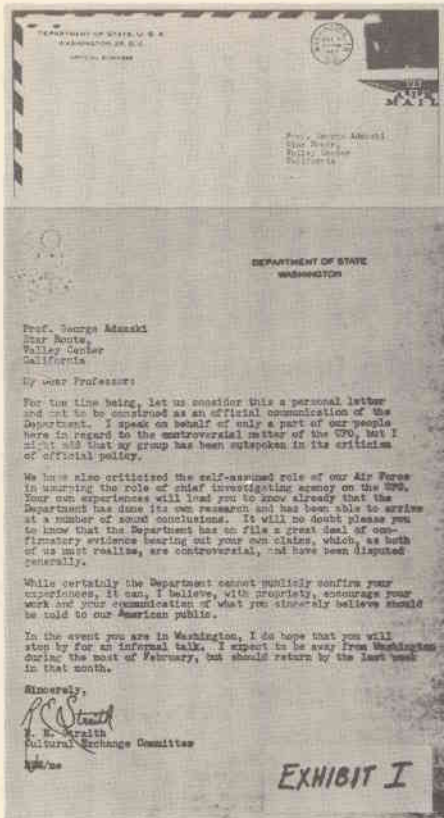 DEPARTMENT OF STATE, U. S. A.
WASHINGTON 25, D. C.
OFFICIAL BUSINESS
WASHINGTON
AIR
MAIL
Prof. George Adamski
Star Route,
Valley Center
California
DEPARTMENT OF STATE
WASHINGTON
Prof. George Adamski
Star Route,
Valley Center
California
My Dear Professor:
For the time being, let us consider this a personal letter
and not to be construed as an official communication of the
Department. I speak on behalf of only a part of our people
here in regard to the controversial matter of the UFO, but I
might add that my group has been outspoken in its criticism
of official policy.
We have also criticized the self-assumed role of our Air Force
in usurping the role of chief investigating agency on the UFO.
Your own experiences will lead you to know already that the
Department has done its own research and has been able to arrive
at a number of sound conclusions. It will no doubt please you
to know that the Department has on file a great deal of con-
firmatory evidence bearing out your own claims, which, as both
of us must realize, are controversial, and have been disputed
generally.
While certainly the Department cannot publicly confirm your
experiences, it can, I believe, with propriety, encourage your
work and your communication of what you sincerely believe should
be told to our American public.
In the event you are in Washington, I do hope that you will
stop by for an informal talk. I expect to be away from Washington
during the most of February, but should return by the last week
in that month.
Sincerely,
R E Straith
R. E. Straith
Cultural Exchange Committee
EXHIBIT I